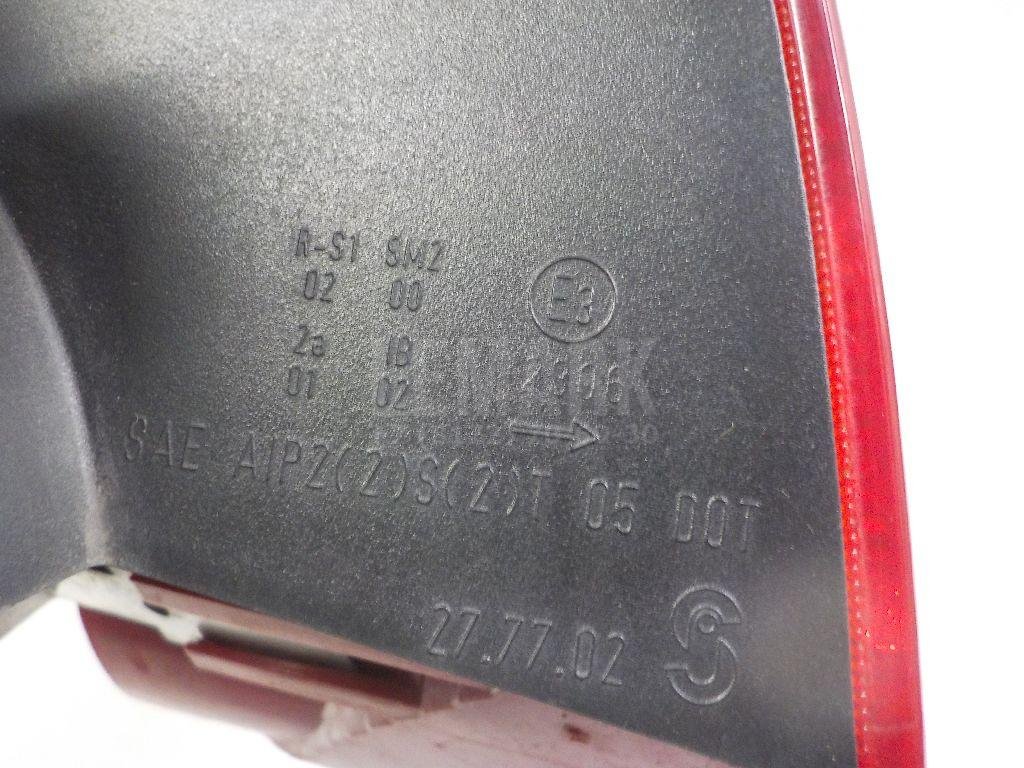 R-S1 SM2
02 00
E3
2a IB
01 02
SAE AIP2(2)S(2)T 05 DOT
27.77.02